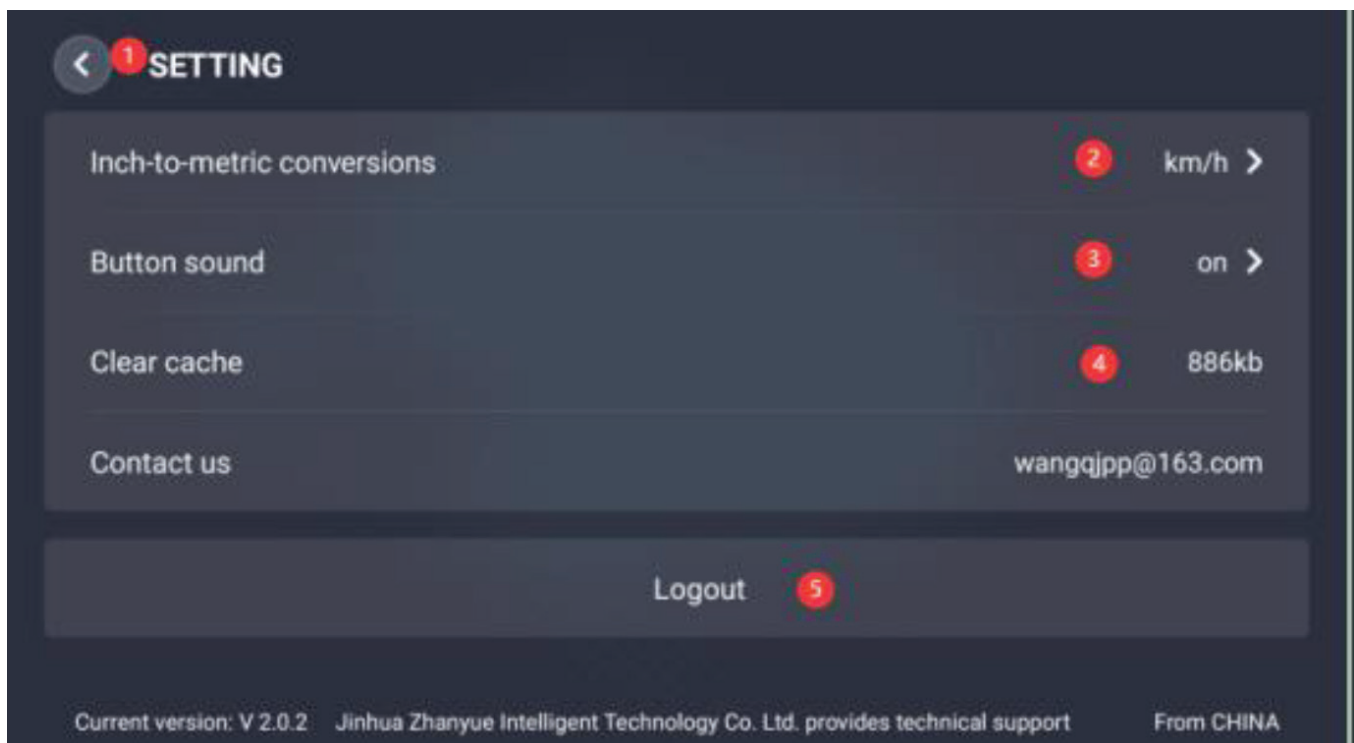 1 SETTING
Inch-to-metric conversions 2 km/h
Button sound 3 on
Clear cache 4 886kb
Contact us wangqjpp@163.com
Logout 5
Current version: V 2.0.2 Jinhua Zhanyue Intelligent Technology Co. Ltd. provides technical support From CHINA